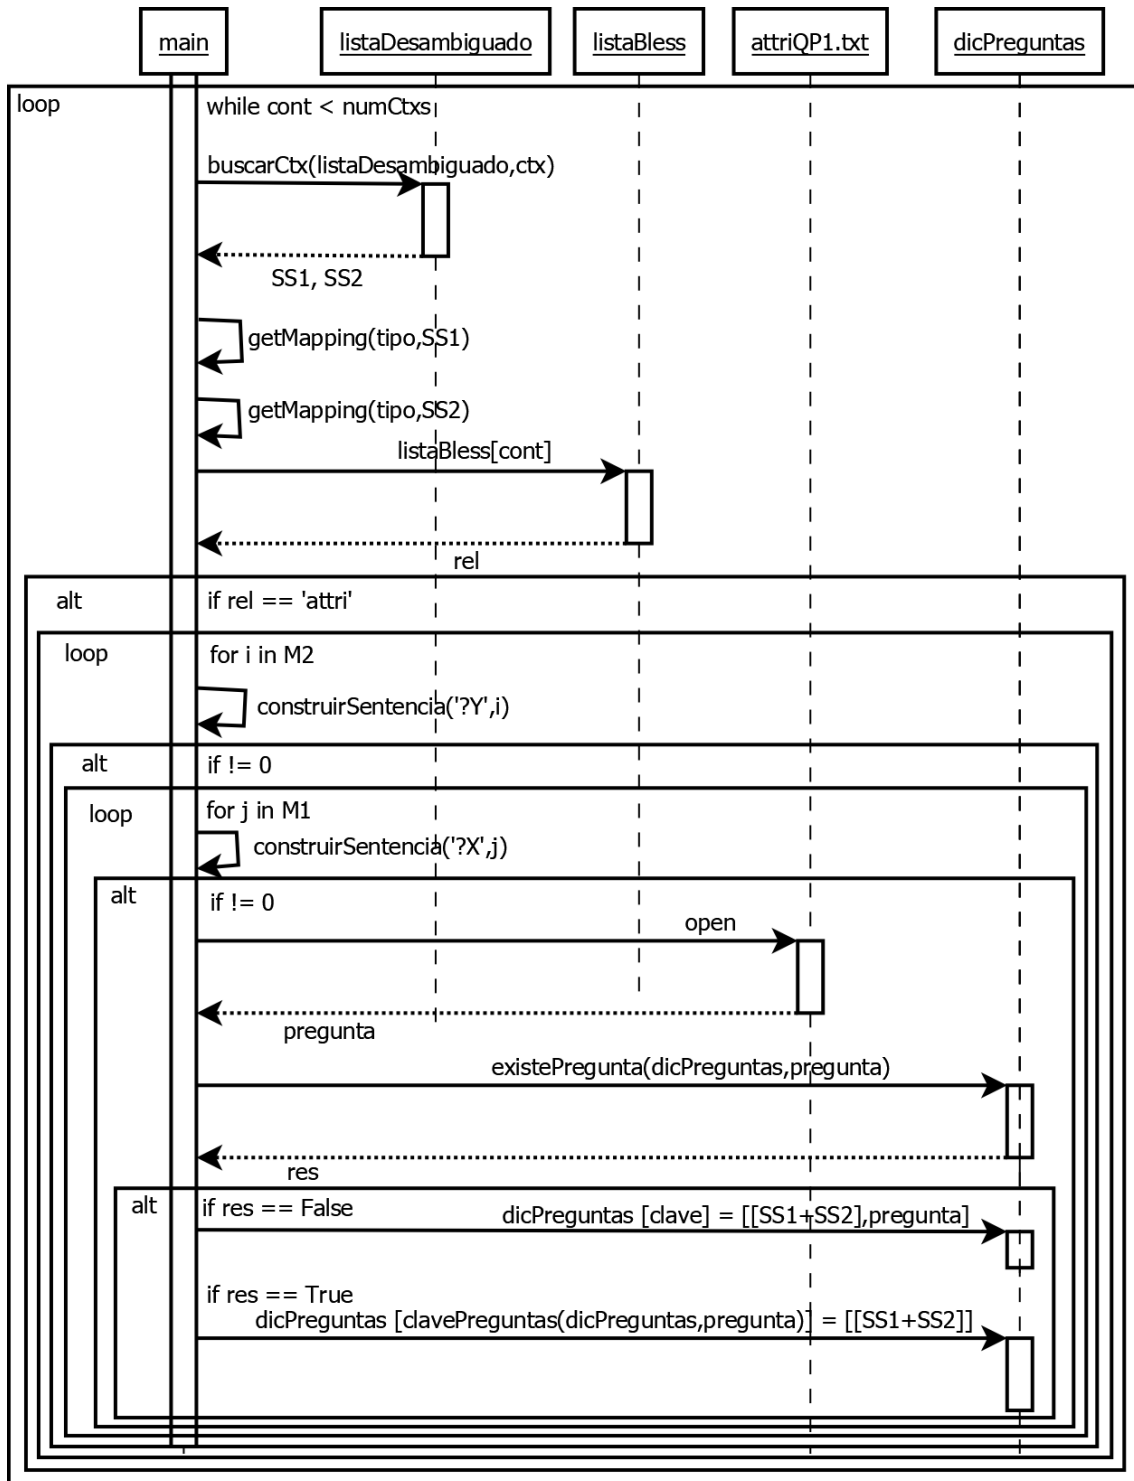 main
listaDesambiguado
listaBless
attriQP1.txt
dicPreguntas
loop
while cont < numCtxs
buscarCtx(listaDesambiguado,ctx)
SS1, SS2
getMapping(tipo,SS1)
getMapping(tipo,SS2)
listaBless[cont]
rel
alt
if rel == 'attri'
loop
for i in M2
construirSentencia('?Y',i)
alt
if != 0
loop
for j in M1
construirSentencia('?X',j)
alt
if != 0
open
pregunta
existePregunta(dicPreguntas,pregunta)
res
alt
if res == False
dicPreguntas [clave] = [[SS1+SS2],pregunta]
if res == True
dicPreguntas [clavePreguntas(dicPreguntas,pregunta)] = [[SS1+SS2]]